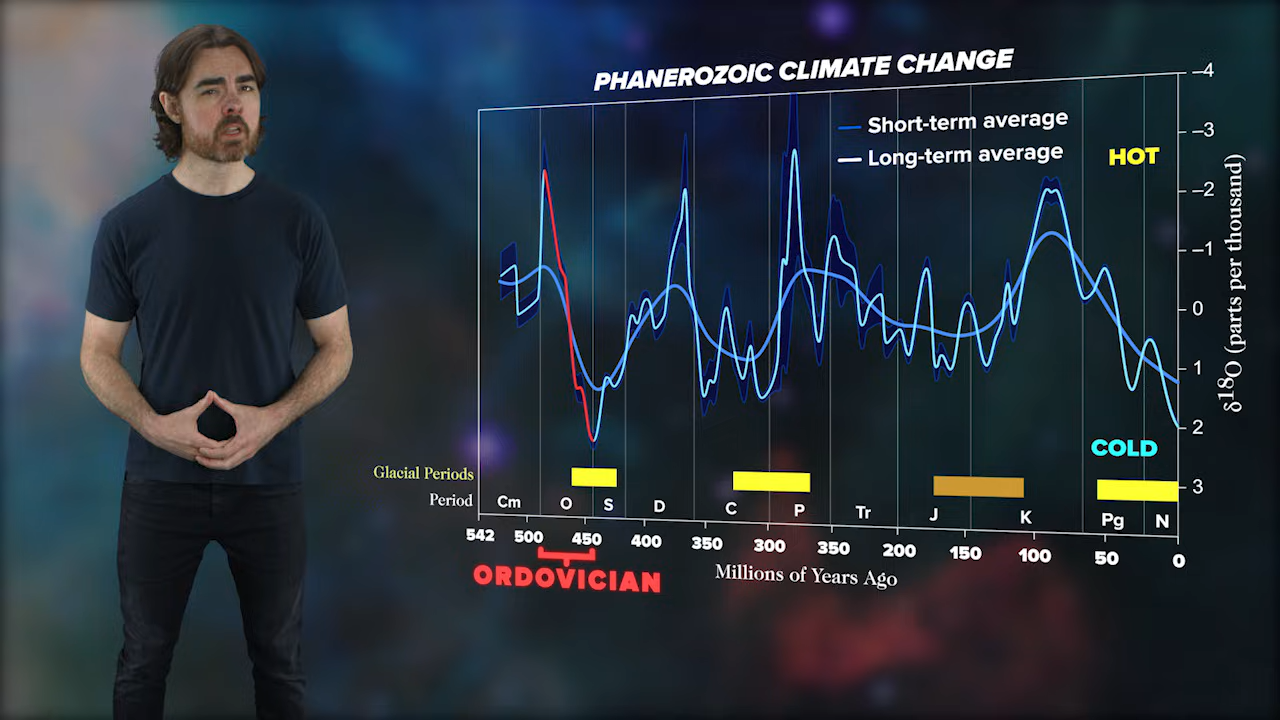 PHANEROZOIC CLIMATE CHANGE
Short-term average
Long-term average
HOT
COLD
–4
–3
–2
–1
0
1
2
3
δ18O (parts per thousand)
Glacial Periods
Period
Cm O S D C P Tr J K Pg N
542 500 450 400 350 300 350 200 150 100 50 0
Millions of Years Ago
ORDOVICIAN